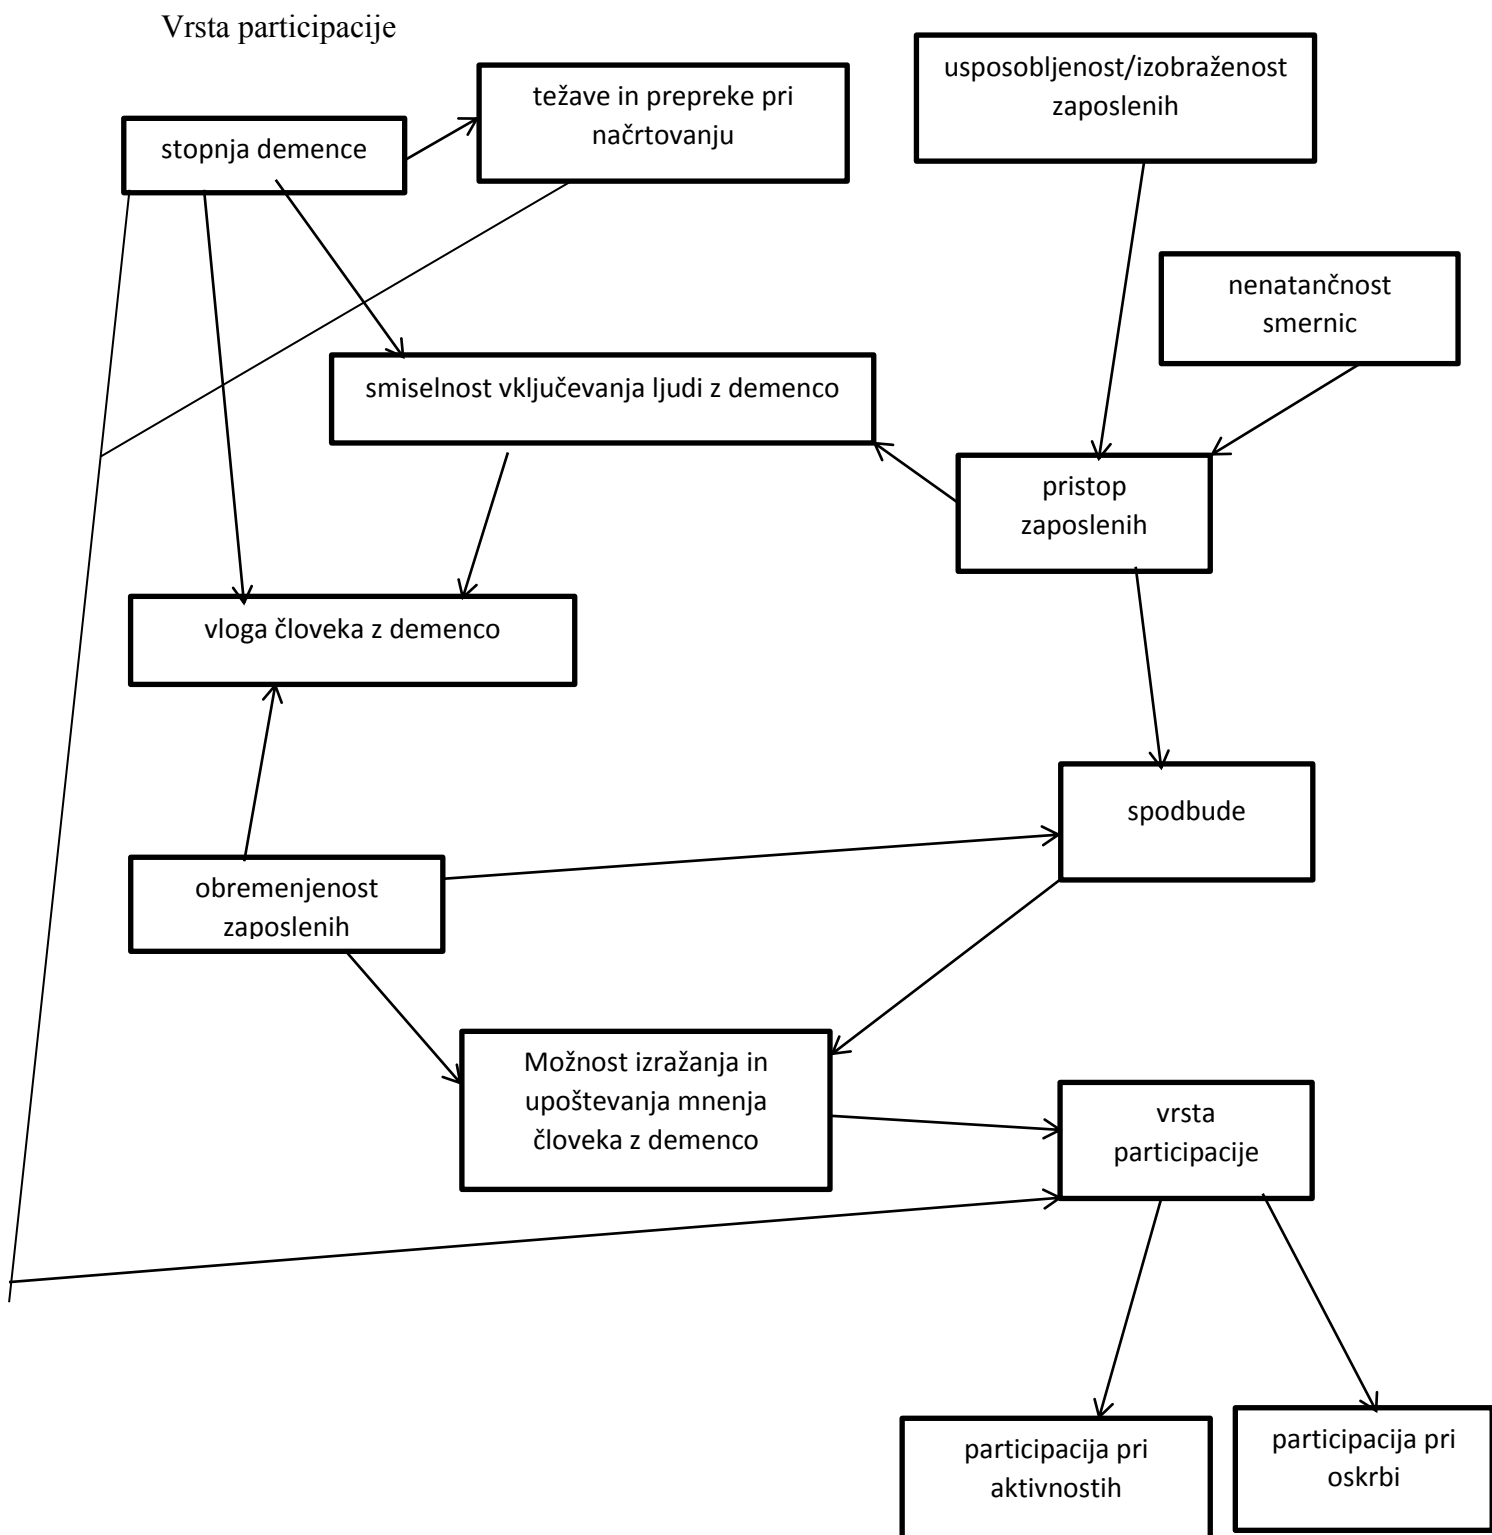 Vrsta participacije
usposobljenost/izobraženost
zaposlenih
težave in prepreke pri
načrtovanju
stopnja demence
nenatančnost
smernic
smiselnost vključevanja ljudi z demenco
pristop
zaposlenih
vloga človeka z demenco
spodbude
obremenjenost
zaposlenih
Možnost izražanja in
upoštevanja mnenja
človeka z demenco
vrsta
participacije
participacija pri
aktivnostih
participacija pri
oskrbi